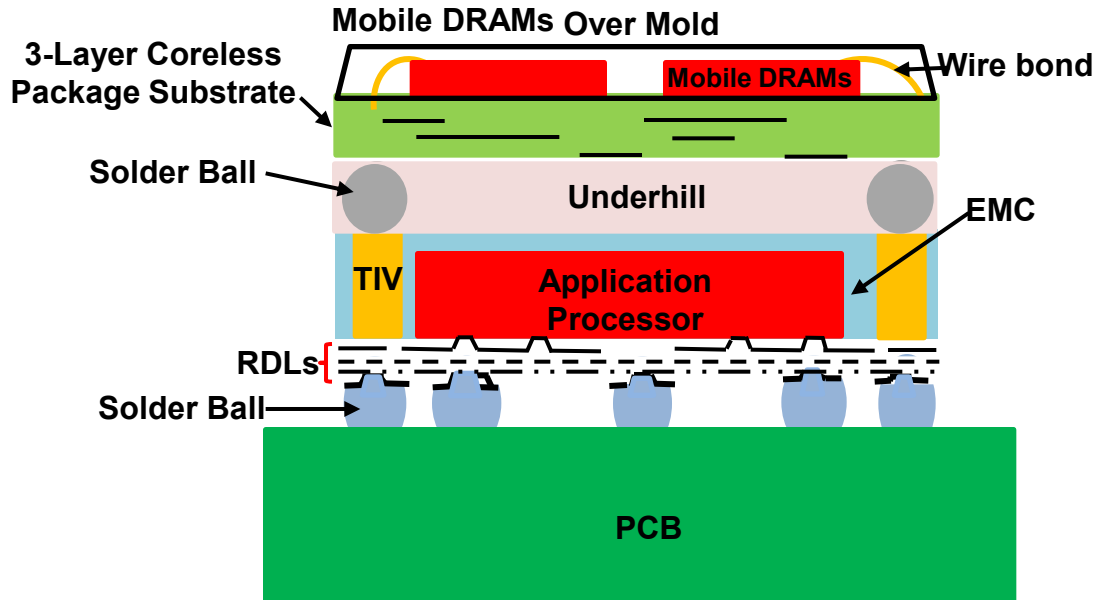 Mobile DRAMs Over Mold
3-Layer Coreless
Package Substrate
Wire bond
Mobile DRAMs
Solder Ball
Underhill
EMC
TIV
Application
Processor
RDLs
Solder Ball
PCB